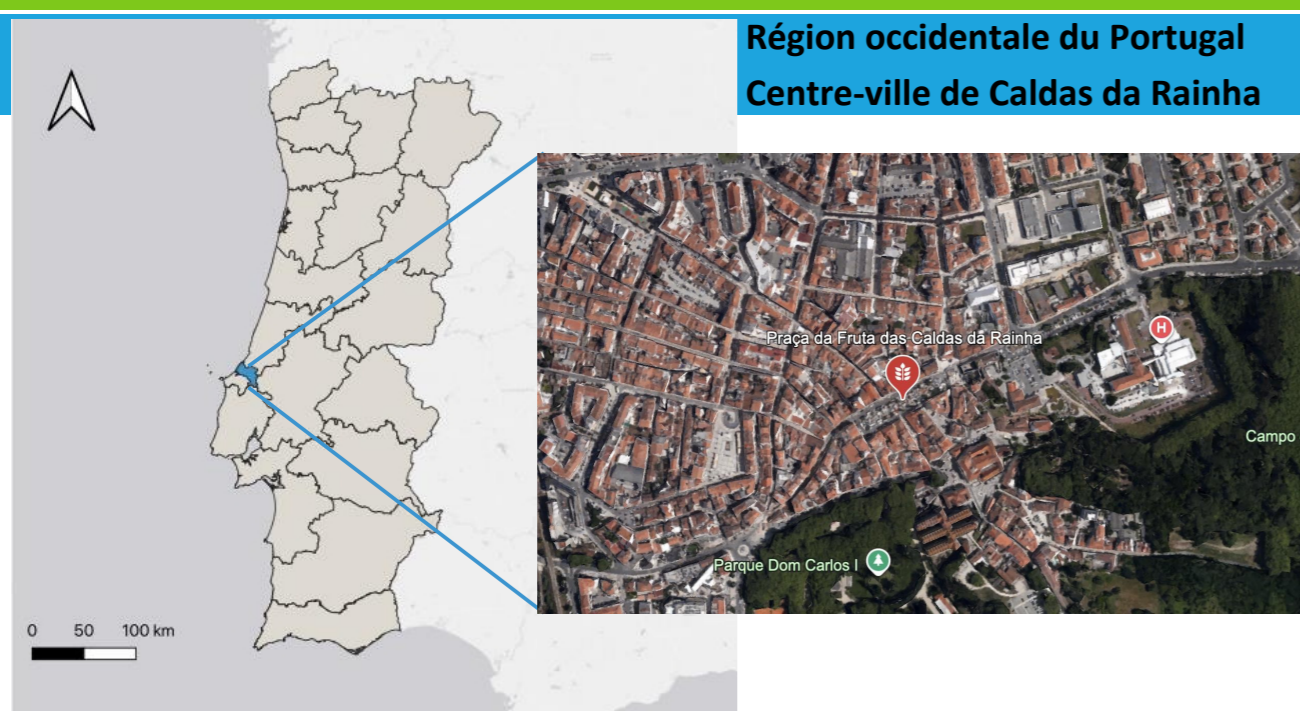 Région occidentale du Portugal
Centre-ville de Caldas da Rainha
Praça da Fruta das Caldas da Rainha
H
Campo
Parque Dom Carlos I
0 50 100 km